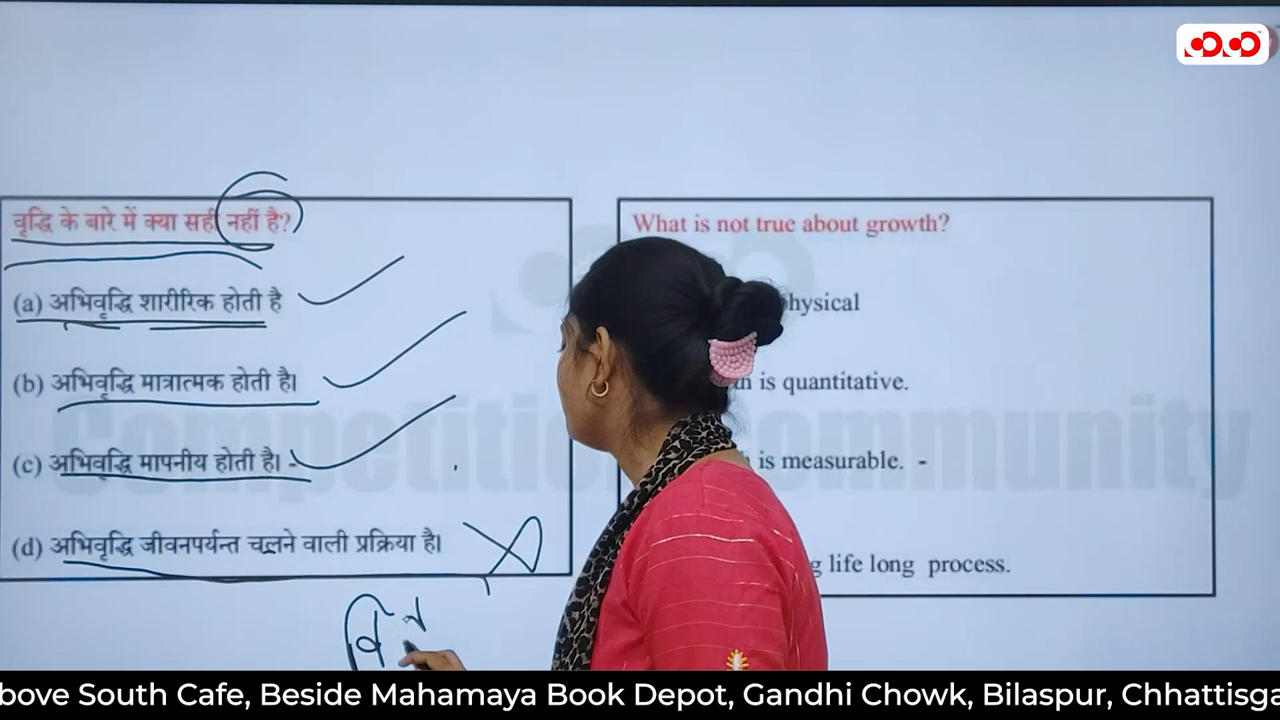 वृद्धि के बारे में क्या सही नहीं है?
(a) अभिवृद्धि शारीरिक होती है
(b) अभिवृद्धि मात्रात्मक होती है।
(c) अभिवृद्धि मापनीय होती है। -
(d) अभिवृद्धि जीवनपर्यन्त चलने वाली प्रक्रिया है।
वि
What is not true about growth?
physical
is quantitative.
is measurable. -
life long process.
Community
bove South Cafe, Beside Mahamaya Book Depot, Gandhi Chowk, Bilaspur, Chhattisga